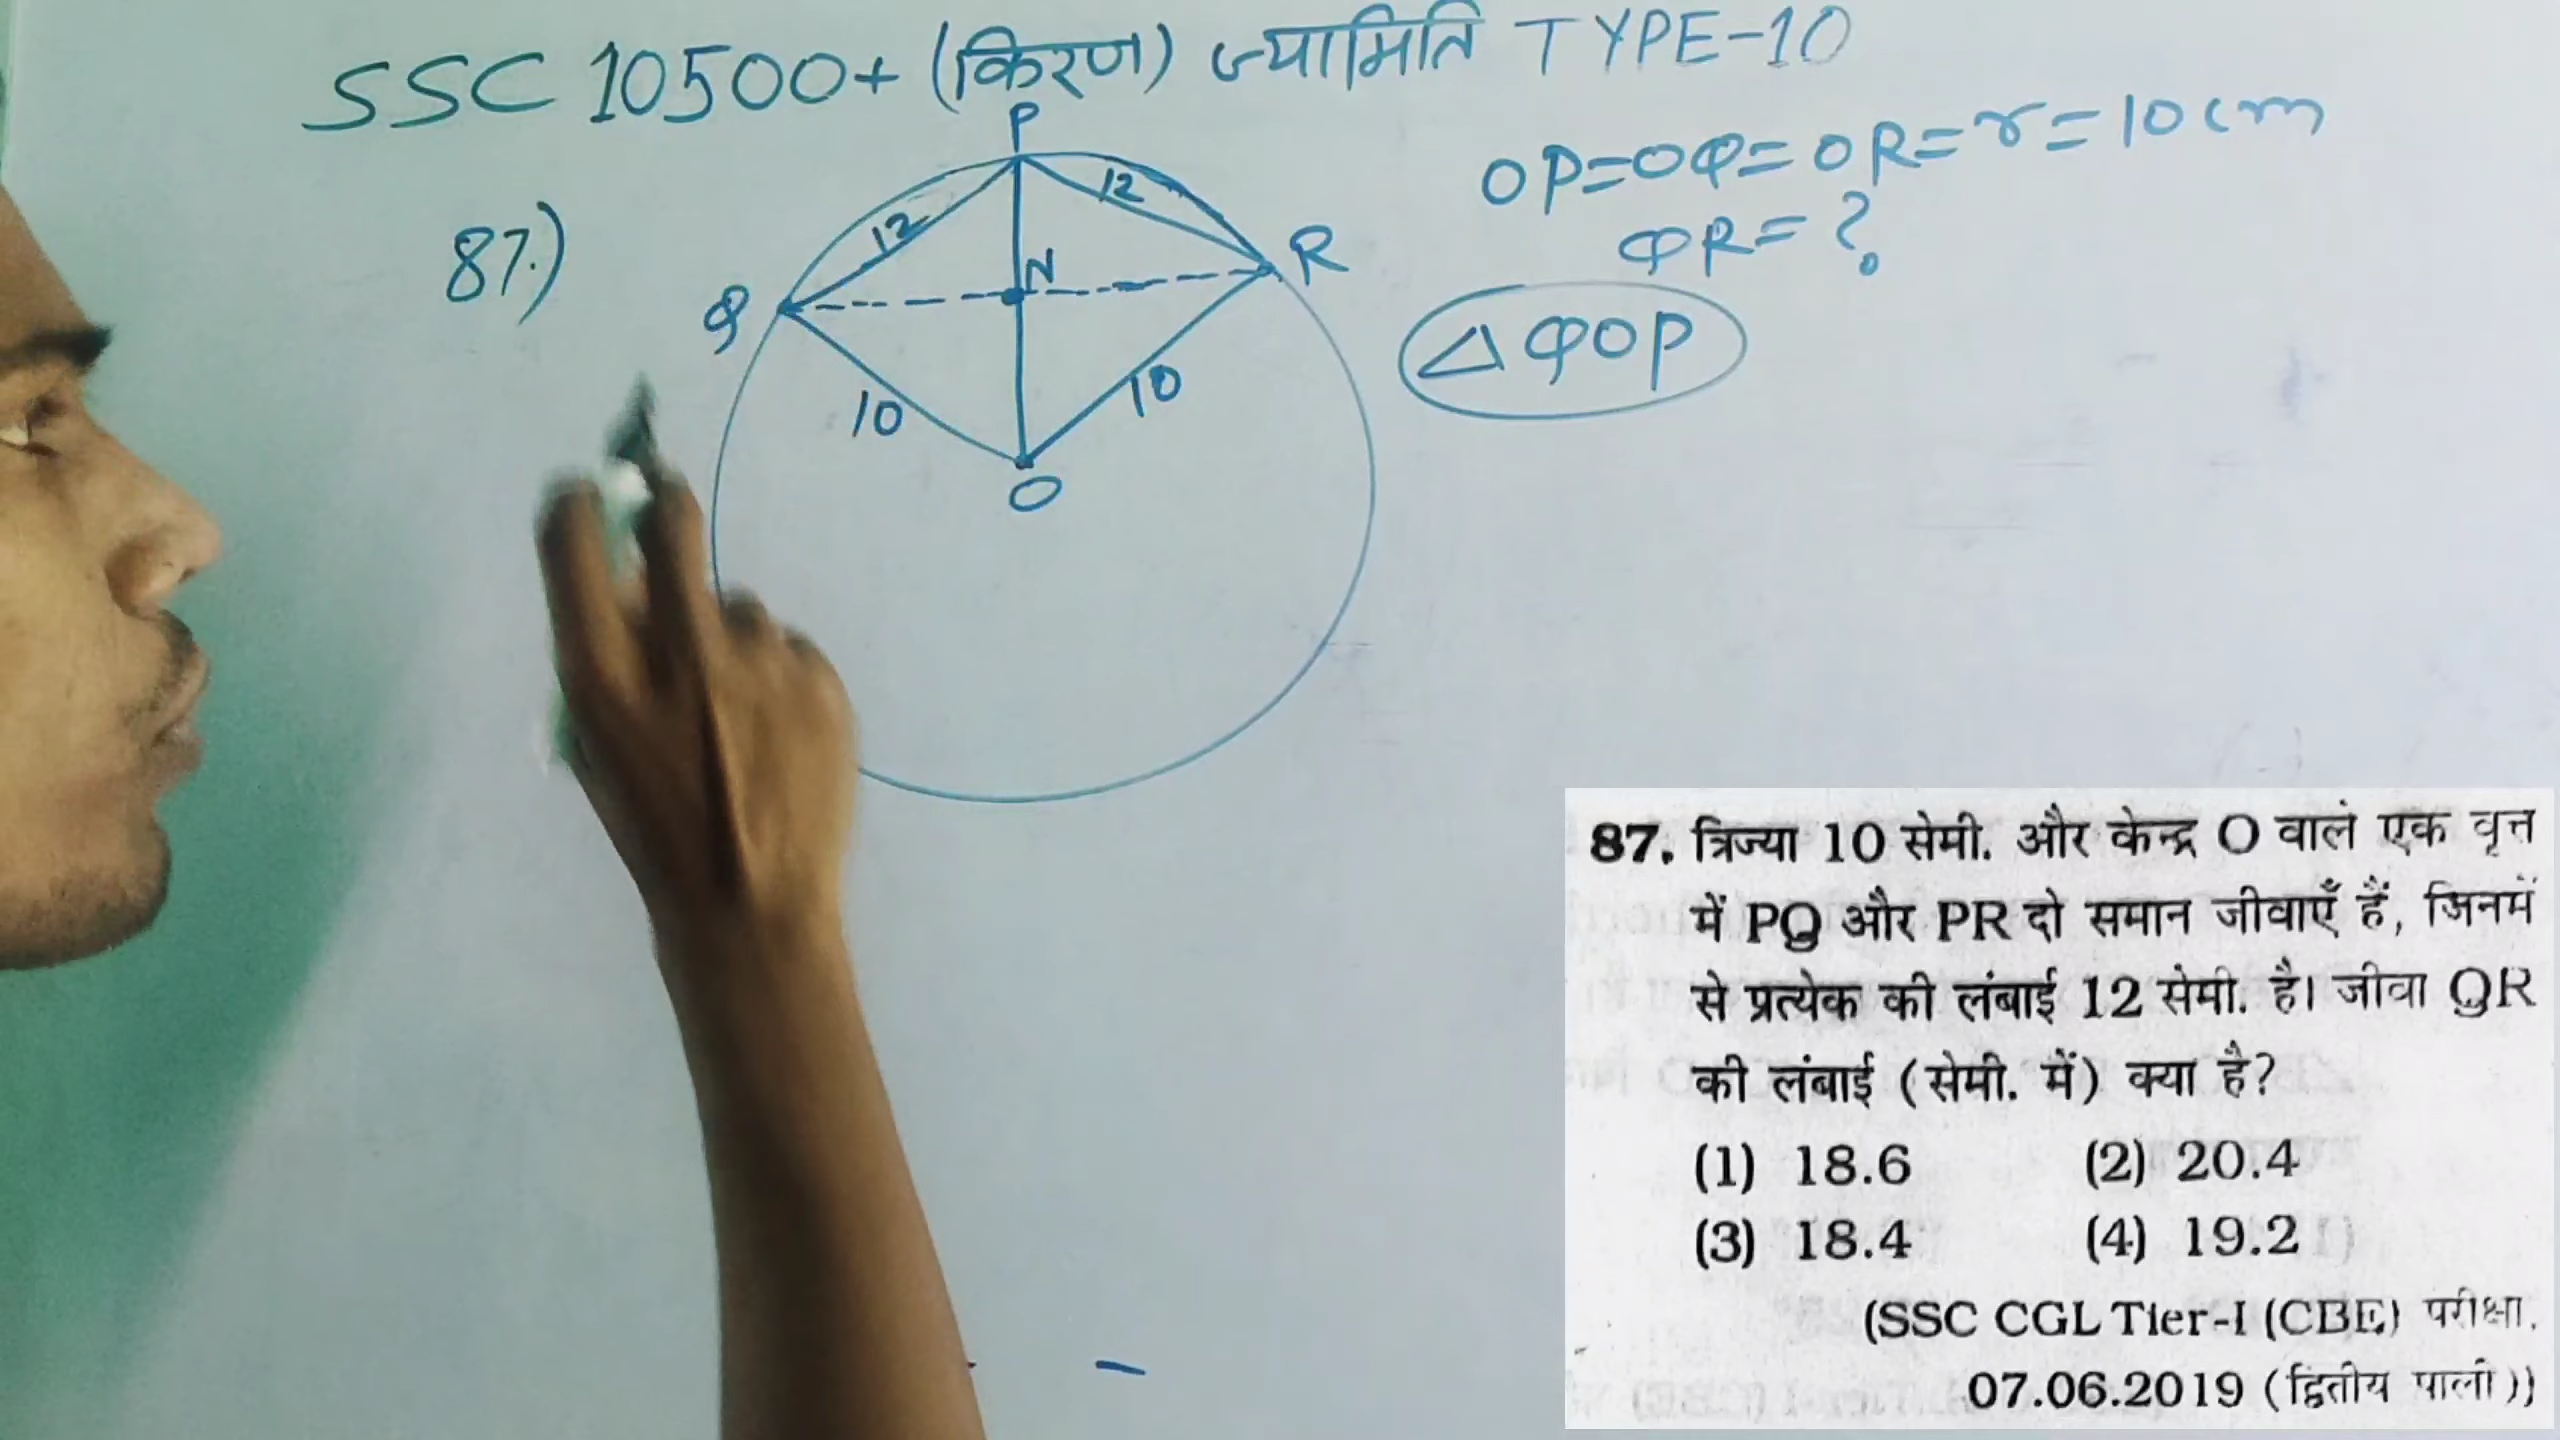 SSC 10500+ (किरण) ज्यामिति TYPE-10
87.)
P
12
12
Q
N
R
10
10
O
OP=OQ=OR=r=10cm
QR=?
△QOP
87. त्रिज्या 10 सेमी. और केन्द्र O वाले एक वृत्त
में PQ और PR दो समान जीवाएँ हैं, जिनमें
से प्रत्येक की लंबाई 12 सेमी. है। जीवा QR
की लंबाई (सेमी. में) क्या है?
(1) 18.6 (2) 20.4
(3) 18.4 (4) 19.2
(SSC CGL Tier-I (CBE) परीक्षा,
07.06.2019 (द्वितीय पाली))